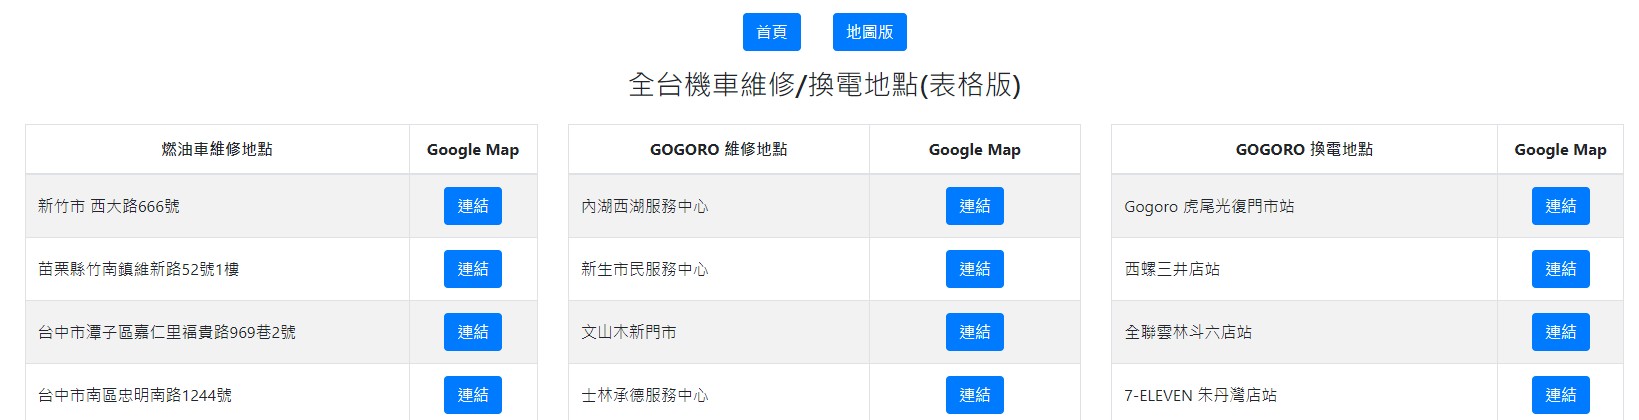 首頁 地圖版
全台機車維修/換電地點(表格版)
燃油車維修地點 Google Map GOGORO 維修地點 Google Map GOGORO 換電地點 Google Map
新竹市 西大路666號 連結 內湖西湖服務中心 連結 Gogoro 虎尾光復門市站 連結
苗栗縣竹南鎮維新路52號1樓 連結 新生市民服務中心 連結 西螺三井店站 連結
台中市潭子區嘉仁里福貴路969巷2號 連結 文山木新門市 連結 全聯雲林斗六店站 連結
台中市南區忠明南路1244號 連結 士林承德服務中心 連結 7-ELEVEN 朱丹灣店站 連結